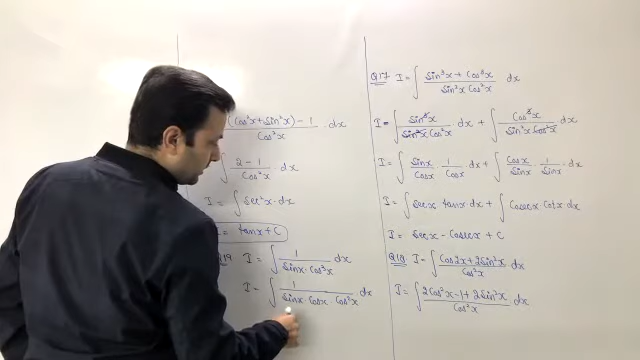 Q17 I = ∫ (sin³x + cos³x)/(sin²x cos²x) dx
I = ∫ sin³x/(sin²x cos²x) · dx + ∫ cos³x/(sin²x cos²x) · dx
I = ∫ sinx/cosx · 1/cosx · dx + ∫ cosx/sinx · 1/sinx · dx
I = ∫ secx · tanx dx + ∫ cosecx · cotx dx
I = secx - cosecx + C
Q18 I = ∫ (cos2x + 2sin²x)/cos²x dx
I = ∫ (2cos²x - 1 + 2sin²x)/cos²x · dx
(cos²x + sin²x) - 1 / cos²x · dx
∫ (2 - 1)/cos²x · dx
I = ∫ sec²x · dx
I = tanx + C
Q19 I = ∫ 1/(sinx · cos³x) dx
I = ∫ 1/(sinx · cosx · cos²x) dx